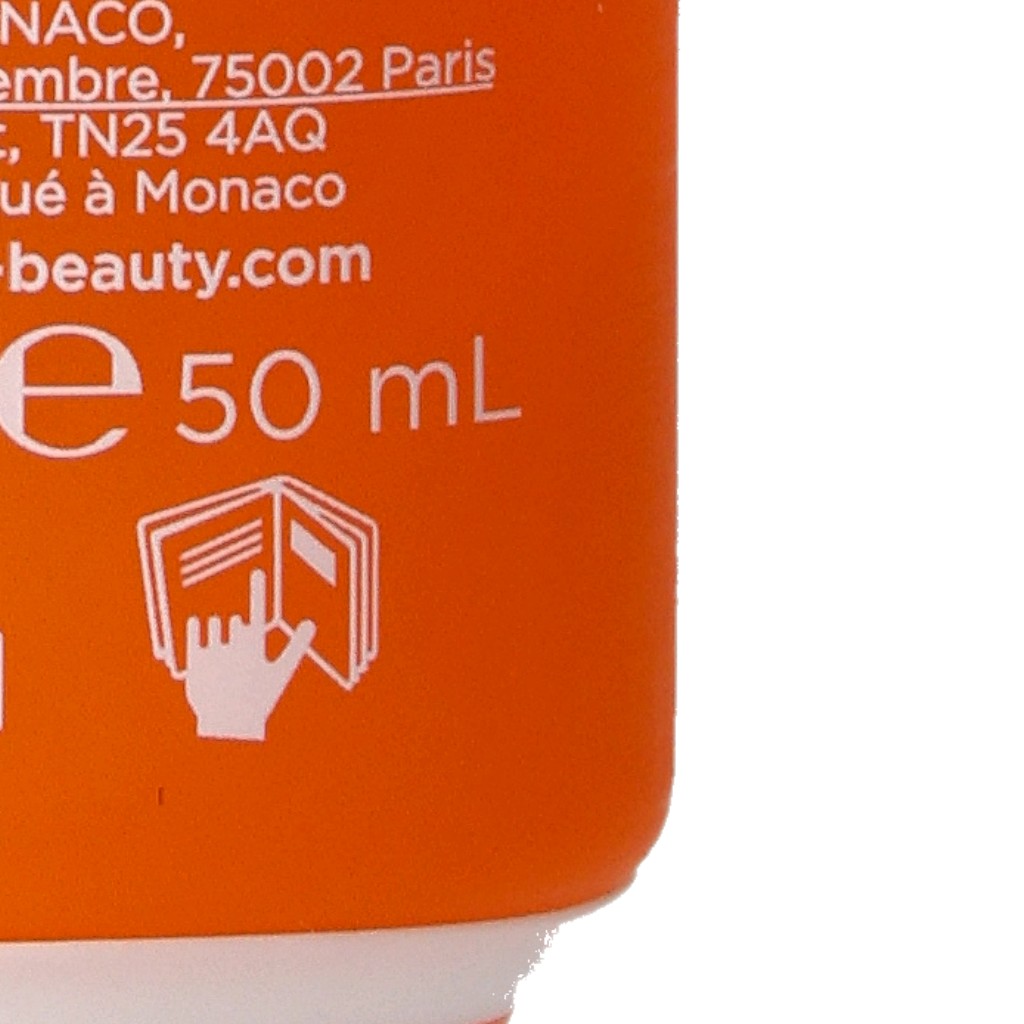 NACO,
embre, 75002 Paris
t, TN25 4AQ
ué à Monaco
-beauty.com
e 50 mL